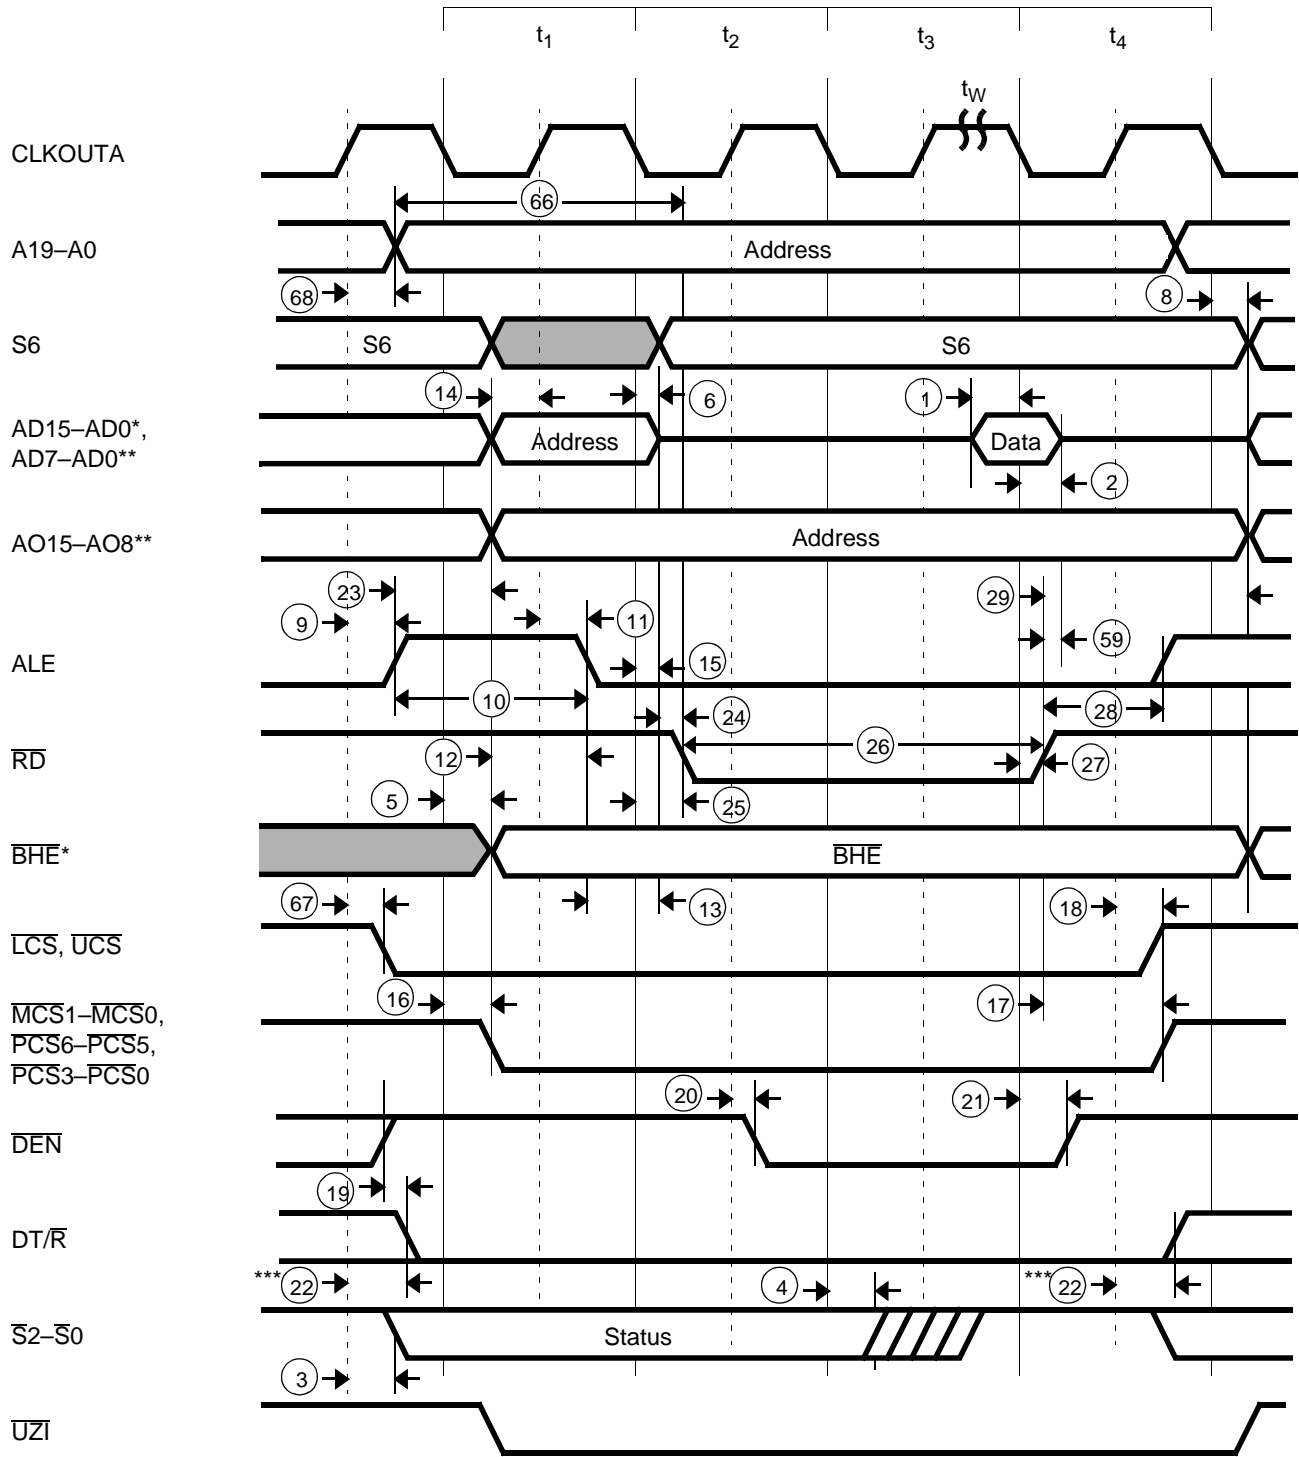 t1 t2 t3 t4
tW
CLKOUTA
66
A19–A0 Address
68 8
S6 S6 S6
14 6 1
AD15–AD0*, Address Data
AD7–AD0**
2
AO15–AO8** Address
23 29
9 11 59
ALE 15
10 28
24
RD 12 26 27
5 25
BHE* BHE
67 13 18
LCS, UCS
16 17
MCS1–MCS0,
PCS6–PCS5,
PCS3–PCS0
20 21
DEN
19
DT/R
***22 4 ***22
S2–S0 Status
3
UZI